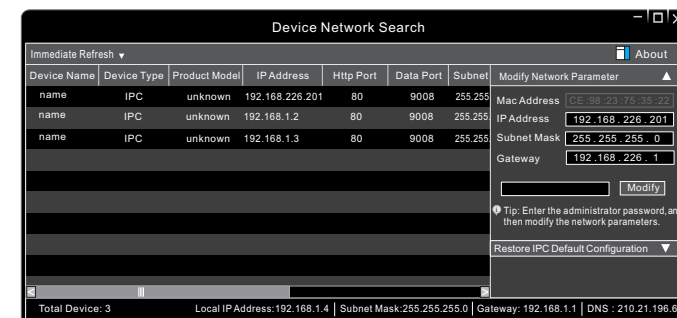 Device Network Search
Immediate Refresh
About
Device Name Device Type Product Model IP Address Http Port Data Port Subnet
name IPC unknown 192.168.226.201 80 9008 255.255
name IPC unknown 192.168.1.2 80 9008 255.255.
name IPC unknown 192.168.1.3 80 9008 255.255.
Modify Network Parameter
Mac Address CE :98 :23 :75 :35 :22
IP Address 192.168 . 226 . 201
Subnet Mask 255 . 255 . 255 . 0
Gateway 192 .168 . 226 . 1
Modify
Tip: Enter the administrator password, an
then modify the network parameters.
Restore IPC Default Configuration
Total Device: 3 Local IP Address:192.168.1.4 Subnet Mask:255.255.255.0 Gateway: 192.168.1.1 DNS : 210.21.196.6